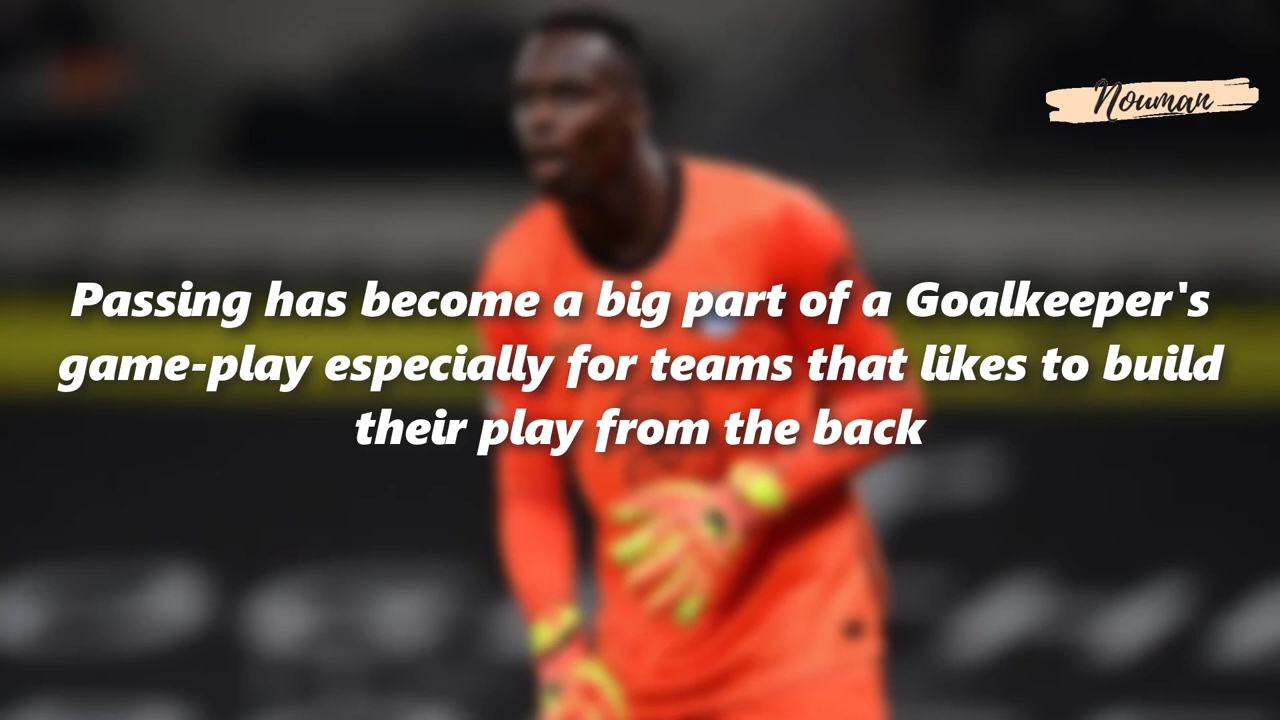 Nouman
Passing has become a big part of a Goalkeeper's
game-play especially for teams that likes to build
their play from the back